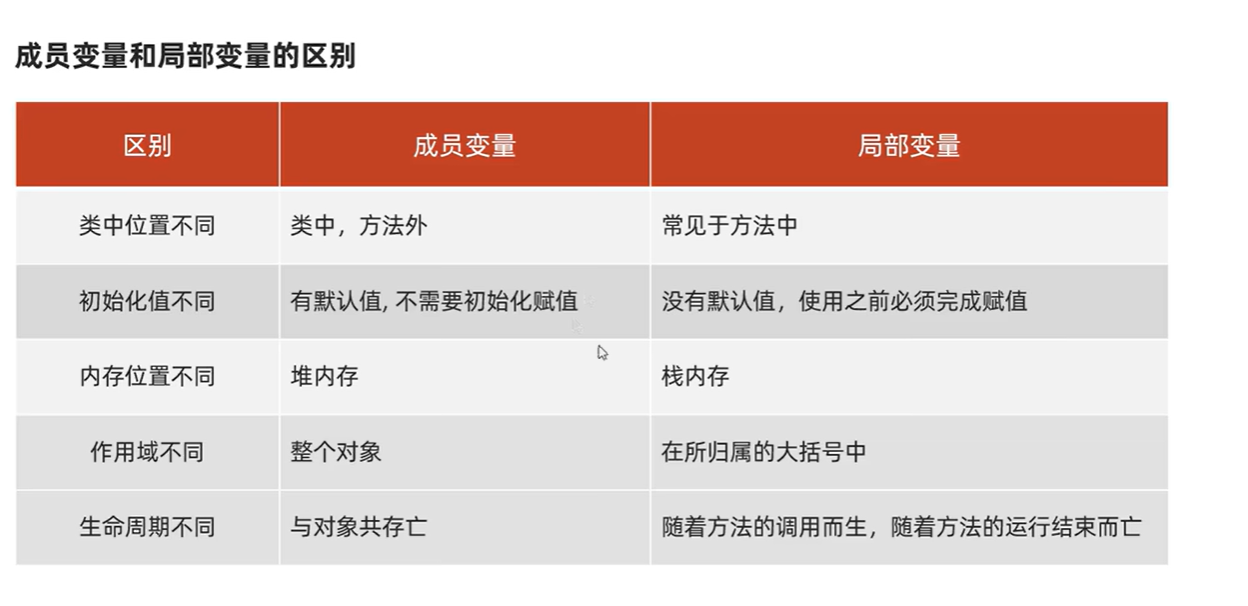 成员变量和局部变量的区别
区别 成员变量 局部变量
类中位置不同 类中，方法外 常见于方法中
初始化值不同 有默认值, 不需要初始化赋值 没有默认值，使用之前必须完成赋值
内存位置不同 堆内存 栈内存
作用域不同 整个对象 在所归属的大括号中
生命周期不同 与对象共存亡 随着方法的调用而生，随着方法的运行结束而亡